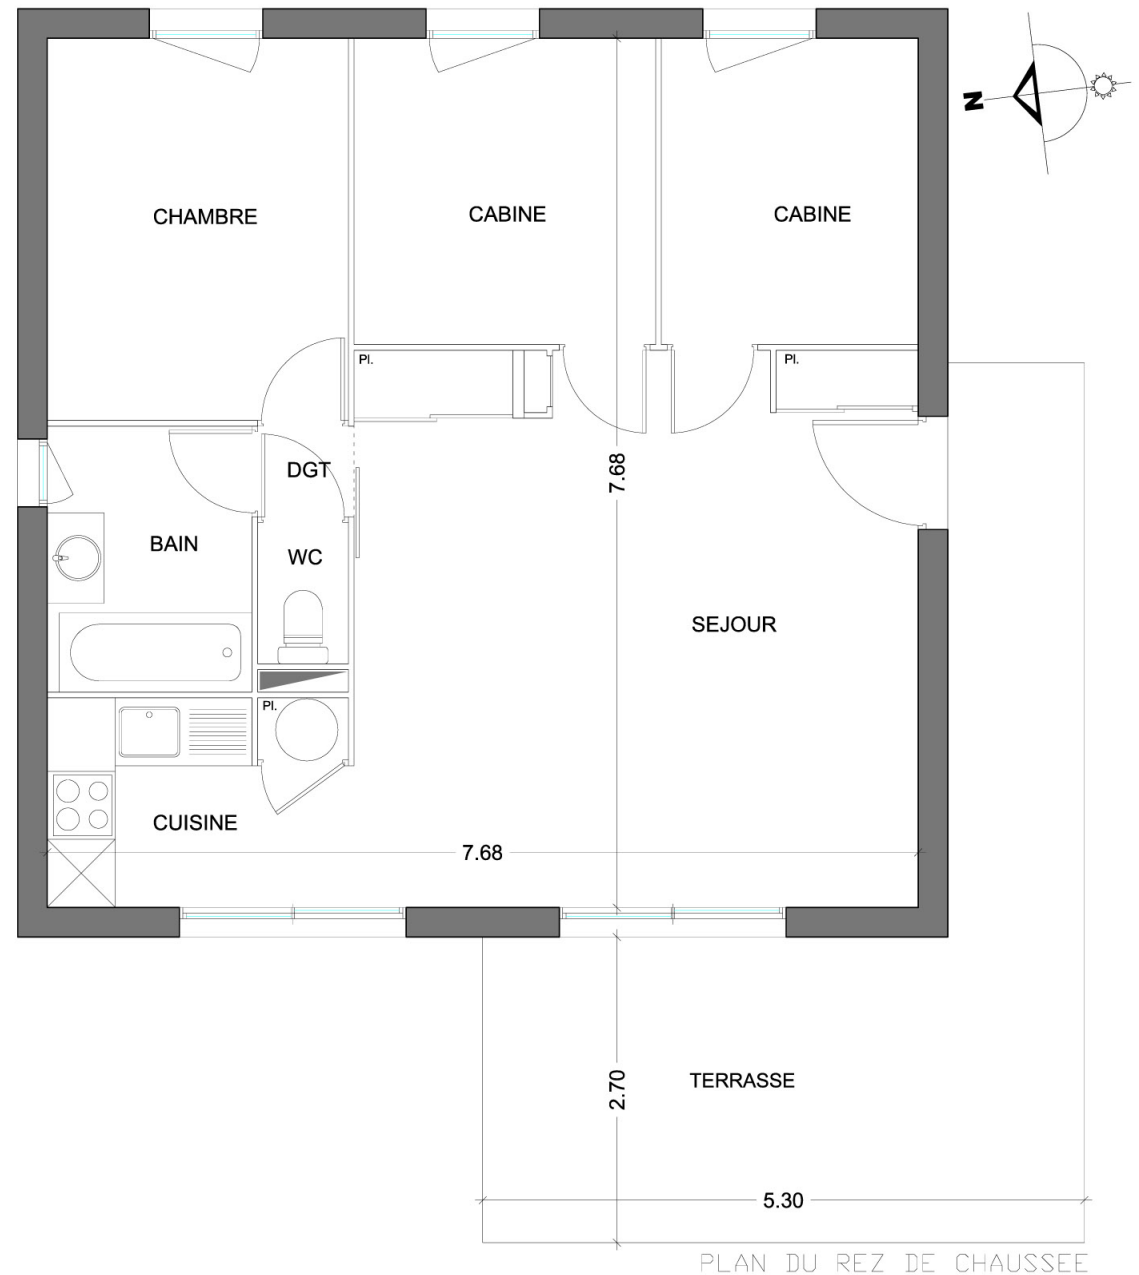 N
CHAMBRE
CABINE
CABINE
Pl.
Pl.
DGT
7.68
BAIN
WC
SEJOUR
Pl.
CUISINE
7.68
TERRASSE
2.70
5.30
PLAN DU REZ DE CHAUSSEE